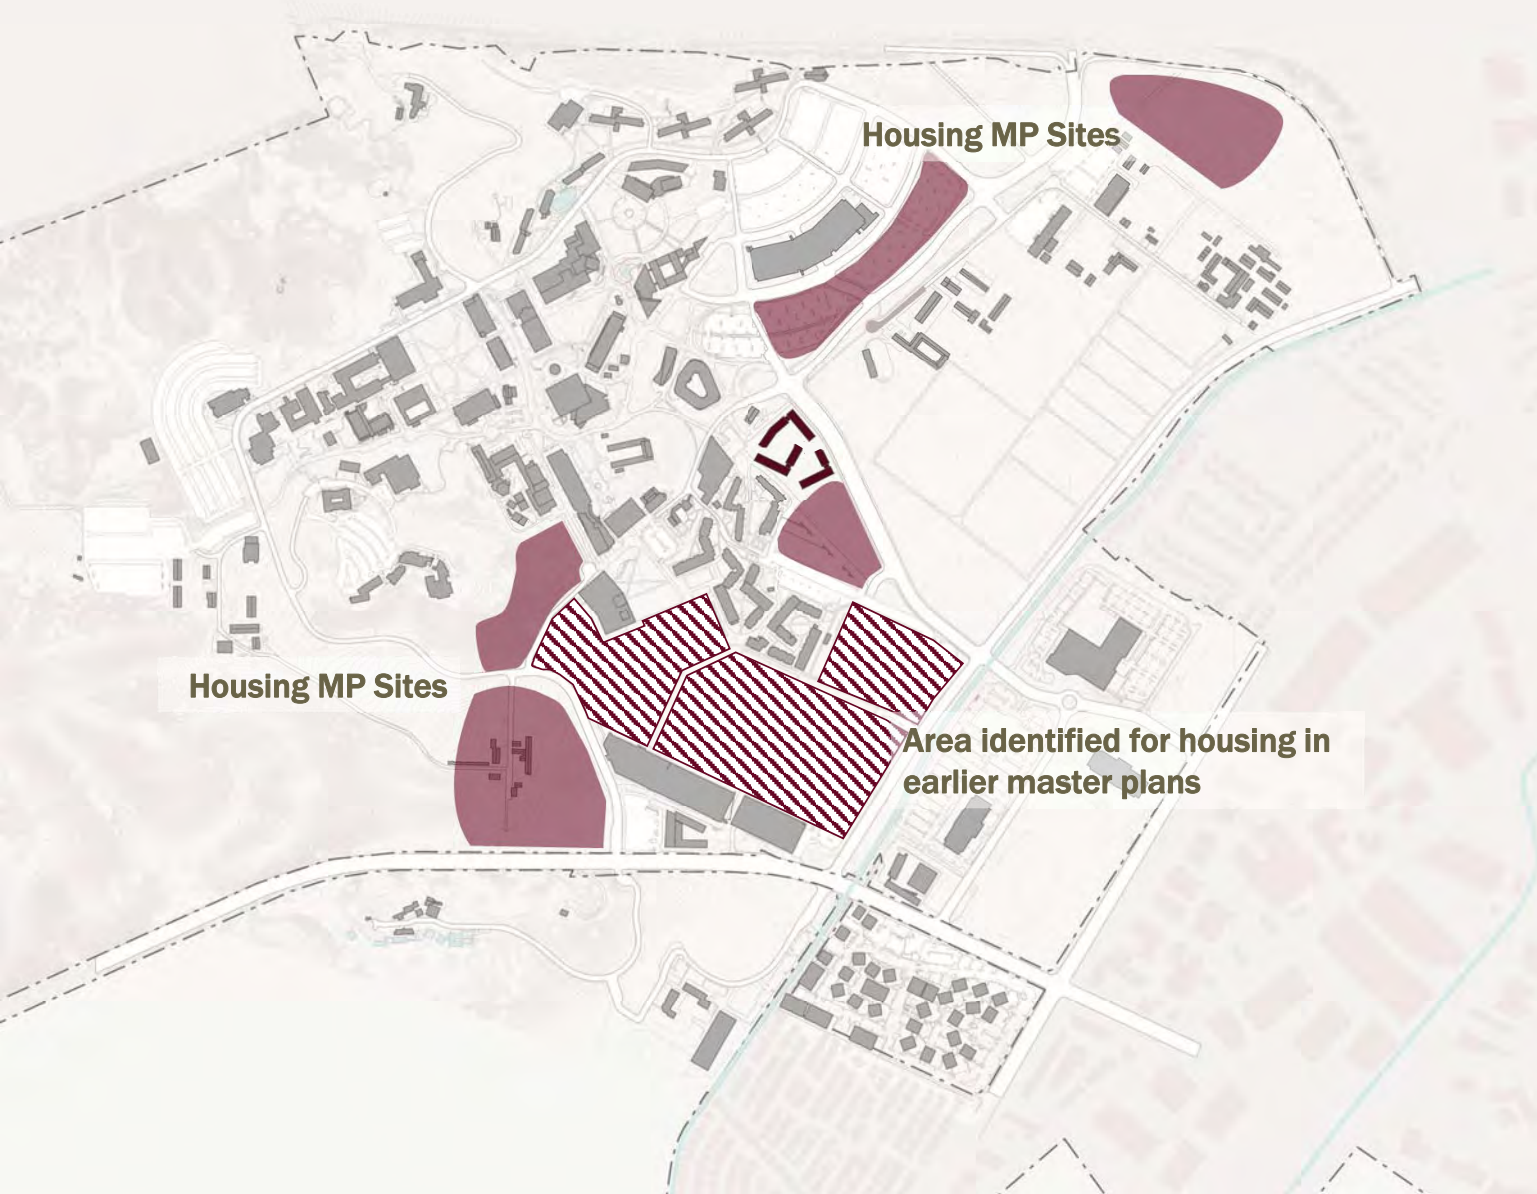 Housing MP Sites
Housing MP Sites
Area identified for housing in
earlier master plans